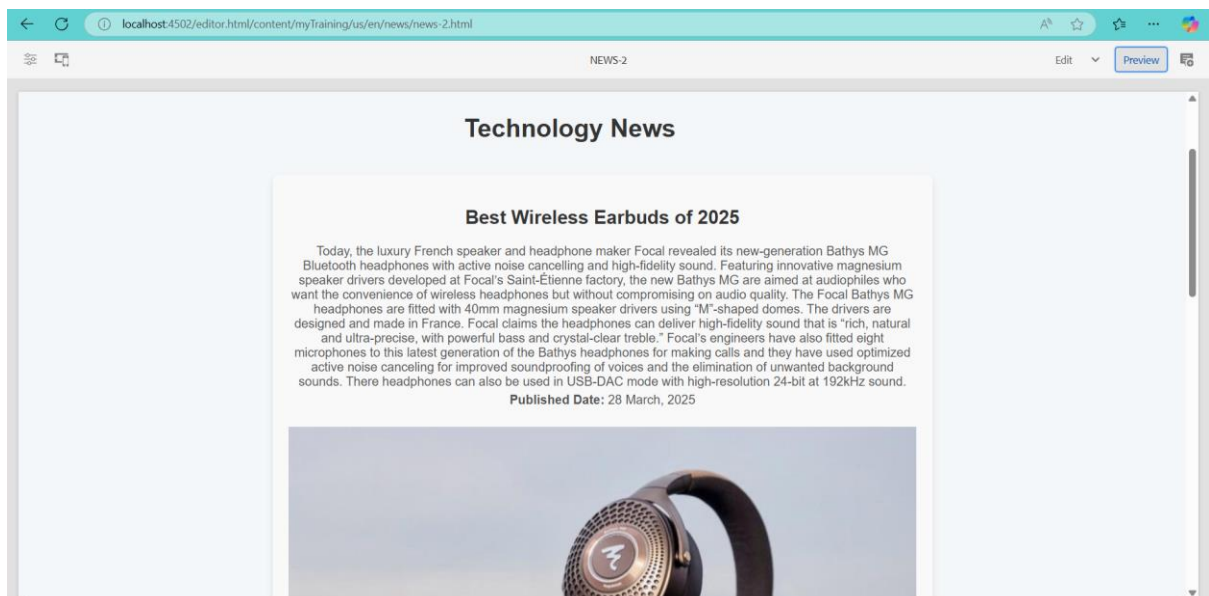 localhost:4502/editor.html/content/myTraining/us/en/news/news-2.html
NEWS-2
Edit
Preview
Technology News
Best Wireless Earbuds of 2025
Today, the luxury French speaker and headphone maker Focal revealed its new-generation Bathys MG
Bluetooth headphones with active noise cancelling and high-fidelity sound. Featuring innovative magnesium
speaker drivers developed at Focal's Saint-Étienne factory, the new Bathys MG are aimed at audiophiles who
want the convenience of wireless headphones but without compromising on audio quality. The Focal Bathys MG
headphones are fitted with 40mm magnesium speaker drivers using “M”-shaped domes. The drivers are
designed and made in France. Focal claims the headphones can deliver high-fidelity sound that is “rich, natural
and ultra-precise, with powerful bass and crystal-clear treble.” Focal's engineers have also fitted eight
microphones to this latest generation of the Bathys headphones for making calls and they have used optimized
active noise canceling for improved soundproofing of voices and the elimination of unwanted background
sounds. There headphones can also be used in USB-DAC mode with high-resolution 24-bit at 192kHz sound.
Published Date: 28 March, 2025